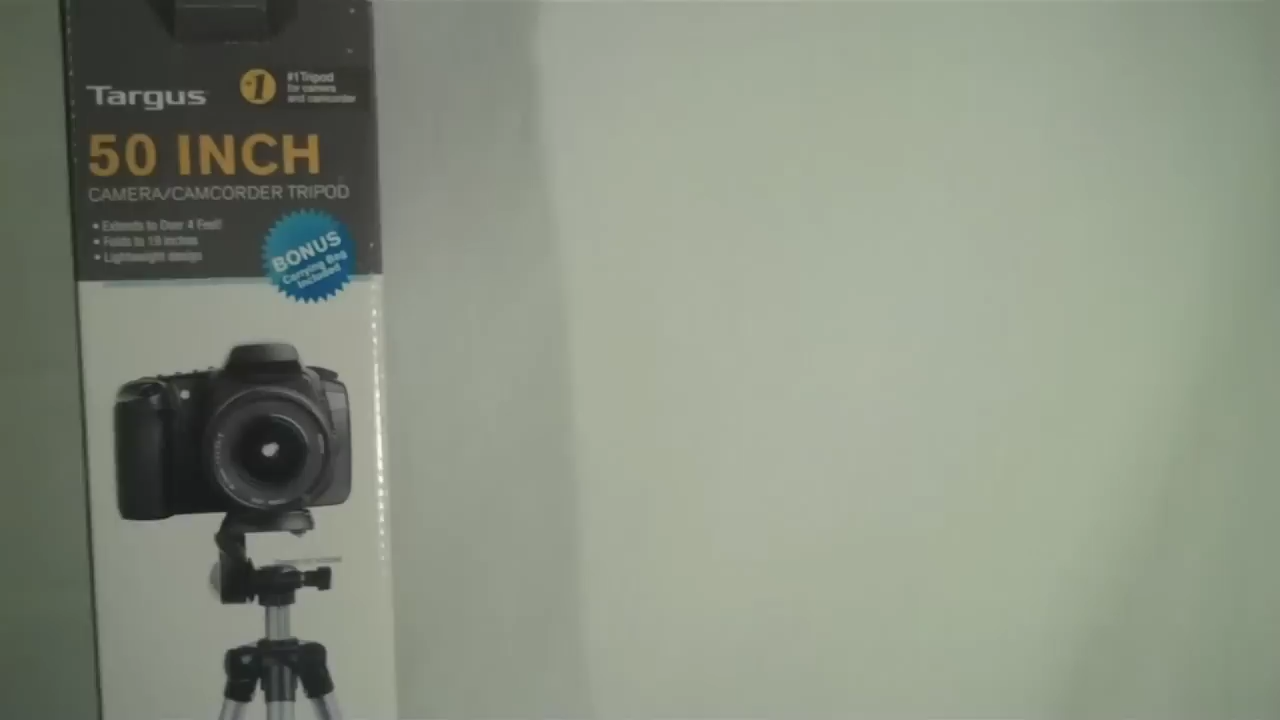 Targus
#1
#1 Tripod
for camera
and camcorder
50 INCH
CAMERA/CAMCORDER TRIPOD
• Extends to Over 4 Feet!
• Folds to 19 inches
• Lightweight design
BONUS
Carrying Bag
Included